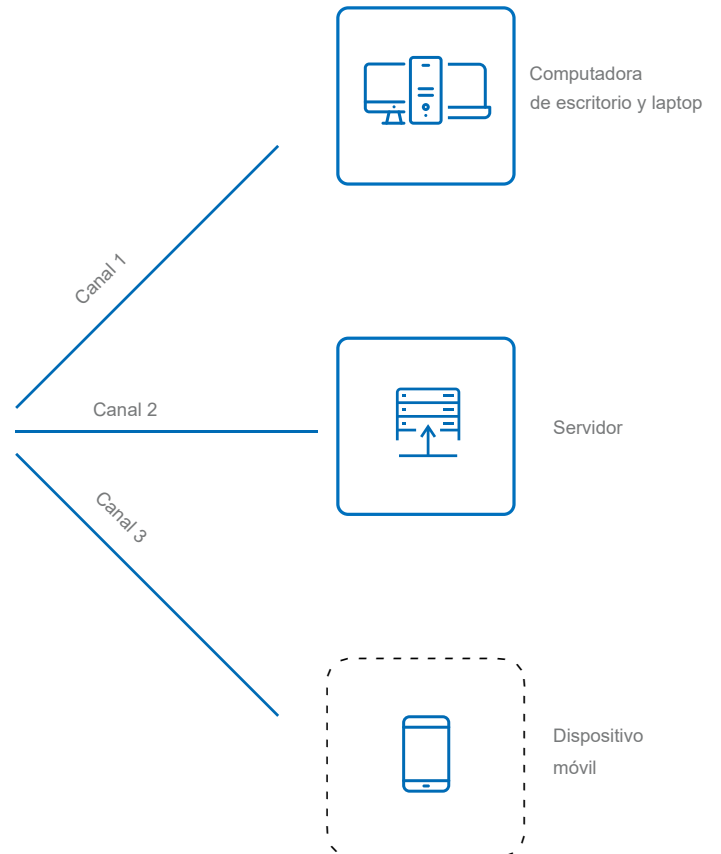 Computadora
de escritorio y laptop
Canal 1
Canal 2
Servidor
Canal 3
Dispositivo
móvil